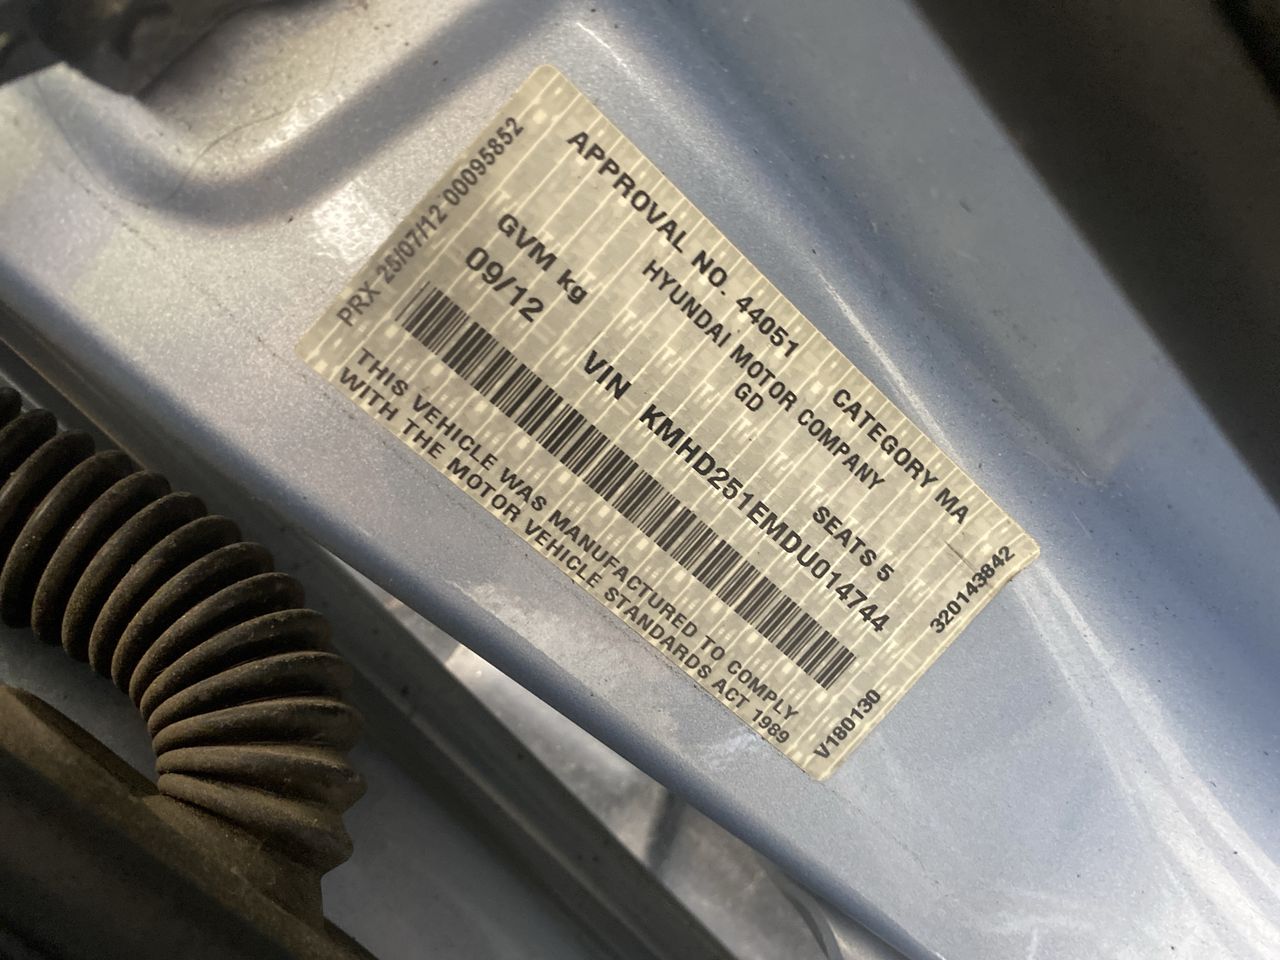 APPROVAL NO. 44051 CATEGORY MA
HYUNDAI MOTOR COMPANY
GD
GVM kg SEATS 5
09/12 VIN KMHD251EMDU014744
THIS VEHICLE WAS MANUFACTURED TO COMPLY
WITH THE MOTOR VEHICLE STANDARDS ACT 1989
PRX 25/07/12 00095852
V180130 320143842